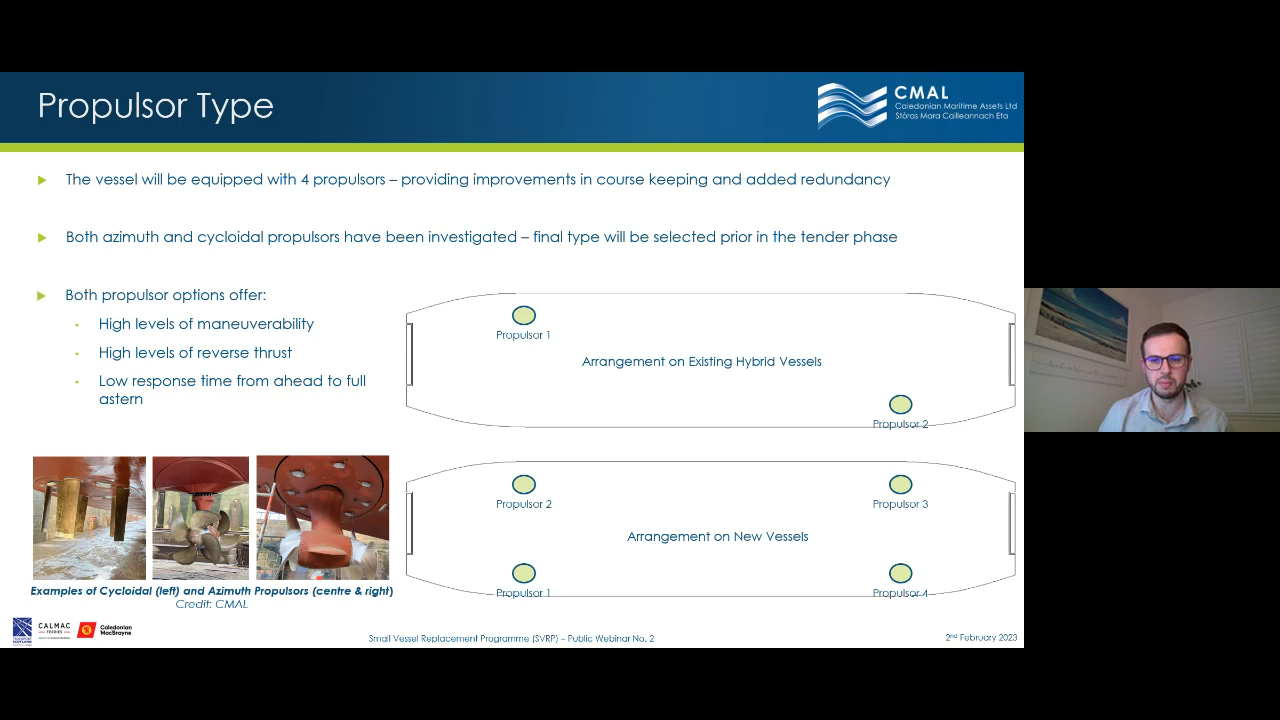 Propulsor Type
CMAL
Caledonian Maritime Assets Ltd
Stòras Mara Cailleannach Eta
The vessel will be equipped with 4 propulsors – providing improvements in course keeping and added redundancy
Both azimuth and cycloidal propulsors have been investigated – final type will be selected prior in the tender phase
Both propulsor options offer:
High levels of maneuverability
High levels of reverse thrust
Low response time from ahead to full
astern
Propulsor 1
Arrangement on Existing Hybrid Vessels
Propulsor 2
Propulsor 2
Propulsor 3
Arrangement on New Vessels
Propulsor 1
Propulsor 4
Examples of Cycloidal (left) and Azimuth Propulsors (centre & right)
Credit: CMAL
CALMAC
FERRIES
Caledonian
MacBrayne
Small Vessel Replacement Programme (SVRP) – Public Webinar No. 2
2nd February 2023